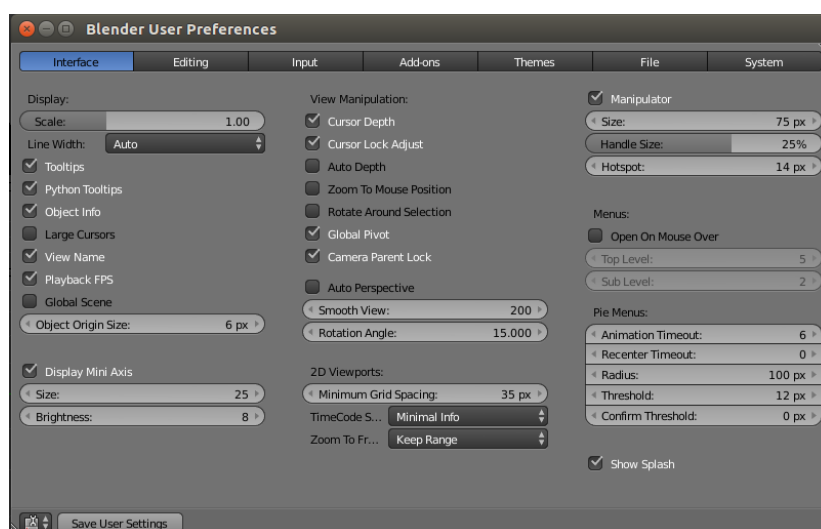 Blender User Preferences
Interface Editing Input Add-ons Themes File System
Display:
Scale: 1.00
Line Width: Auto
Tooltips
Python Tooltips
Object Info
Large Cursors
View Name
Playback FPS
Global Scene
Object Origin Size: 6 px
Display Mini Axis
Size: 25
Brightness: 8
View Manipulation:
Cursor Depth
Cursor Lock Adjust
Auto Depth
Zoom To Mouse Position
Rotate Around Selection
Global Pivot
Camera Parent Lock
Auto Perspective
Smooth View: 200
Rotation Angle: 15.000
2D Viewports:
Minimum Grid Spacing: 35 px
TimeCode S... Minimal Info
Zoom To Fr... Keep Range
Manipulator
Size: 75 px
Handle Size: 25%
Hotspot: 14 px
Menus:
Open On Mouse Over
Top Level: 5
Sub Level: 2
Pie Menus:
Animation Timeout: 6
Recenter Timeout: 0
Radius: 100 px
Threshold: 12 px
Confirm Threshold: 0 px
Show Splash
Save User Settings